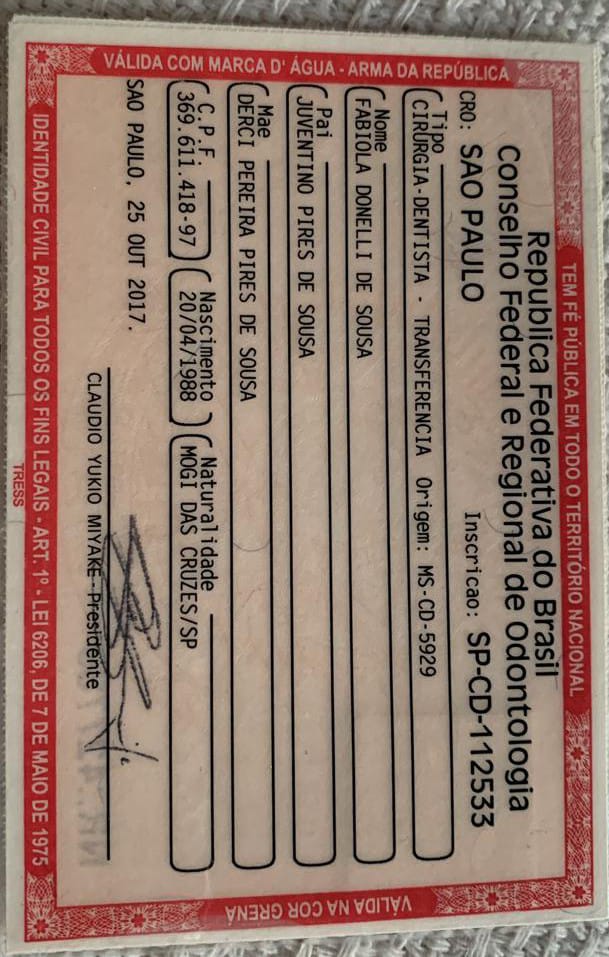 TEM FÉ PÚBLICA EM TODO O TERRITÓRIO NACIONAL
VÁLIDA COM MARCA D' ÁGUA - ARMA DA REPÚBLICA
Republica Federativa do Brasil
Conselho Federal e Regional de Odontologia
CRO: SAO PAULO Inscricao: SP-CD-112533
Tipo
CIRURGIA-DENTISTA - TRANSFERENCIA Origem: MS-CD-5929
Nome
FABIOLA DONELLI DE SOUSA
Pai
JUVENTINO PIRES DE SOUSA
Mae
DERCI PEREIRA PIRES DE SOUSA
C.P.F. Nascimento Naturalidade
369.611.418-97 20/04/1988 MOGI DAS CRUZES/SP
SAO PAULO, 25 OUT 2017.
CLAUDIO YUKIO MIYAKE--Presidente
VÁLIDA NA COR GRENÁ
IDENTIDADE CIVIL PARA TODOS OS FINS LEGAIS - ART. 1º - LEI 6206, DE 7 DE MAIO DE 1975
TRESS